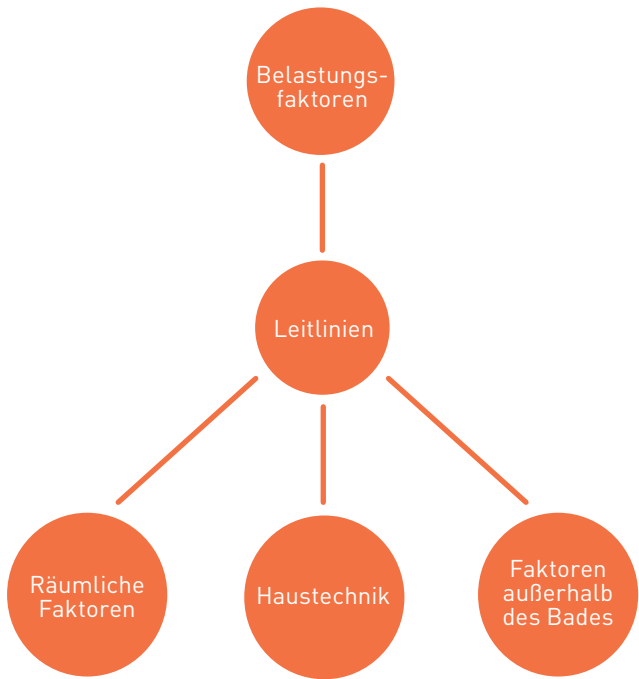 Belastungs-
faktoren
Leitlinien
Räumliche
Faktoren
Haustechnik
Faktoren
außerhalb
des Bades